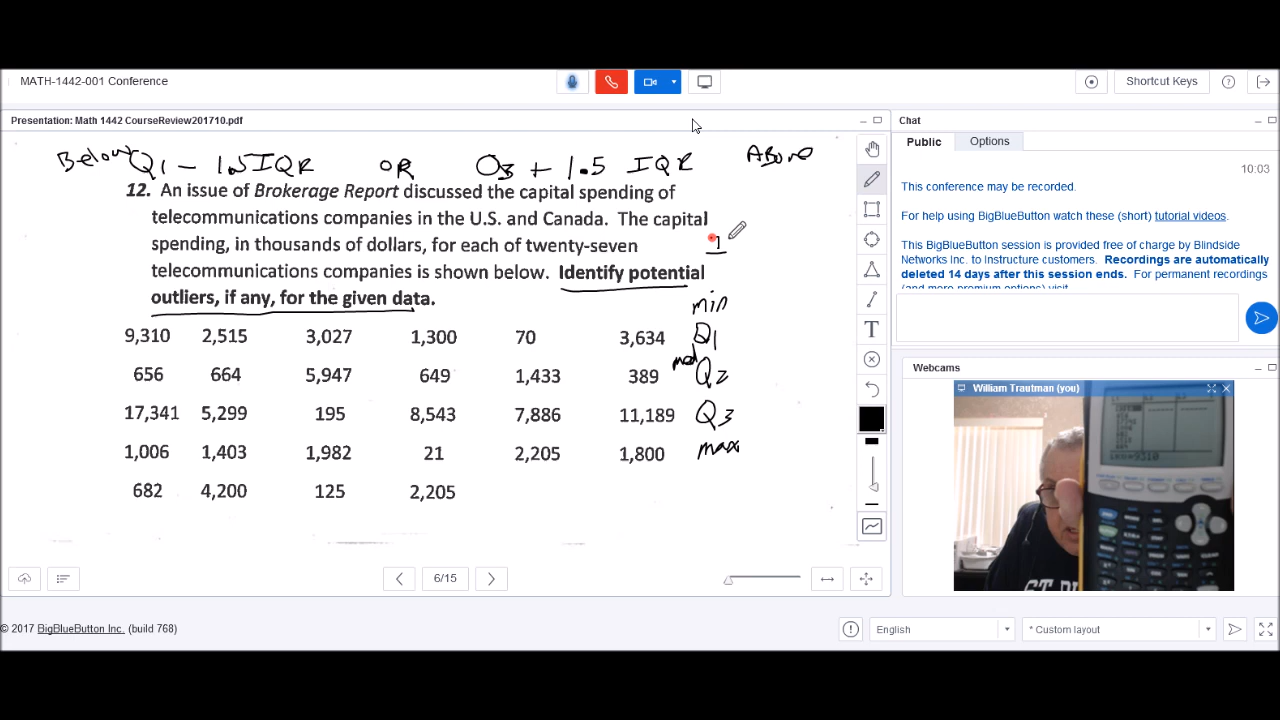 MATH-1442-001 Conference
Shortcut Keys
Presentation: Math 1442 CourseReview201710.pdf
Below Q1 - 1.5 IQR OR Q3 + 1.5 IQR Above
12. An issue of Brokerage Report discussed the capital spending of
telecommunications companies in the U.S. and Canada. The capital
spending, in thousands of dollars, for each of twenty-seven
telecommunications companies is shown below. Identify potential
outliers, if any, for the given data.
min
9,310 2,515 3,027 1,300 70 3,634 Q1
656 664 5,947 649 1,433 389 med Q2
17,341 5,299 195 8,543 7,886 11,189 Q3
1,006 1,403 1,982 21 2,205 1,800 max
682 4,200 125 2,205
T
6/15
Chat
Public Options
10:03
This conference may be recorded.
For help using BigBlueButton watch these (short) tutorial videos.
This BigBlueButton session is provided free of charge by Blindside
Networks Inc. to Instructure customers. Recordings are automatically
deleted 14 days after this session ends. For permanent recordings
(and more premium options) visit
Webcams
William Trautman (you)
© 2017 BigBlueButton Inc. (build 768)
English
* Custom layout